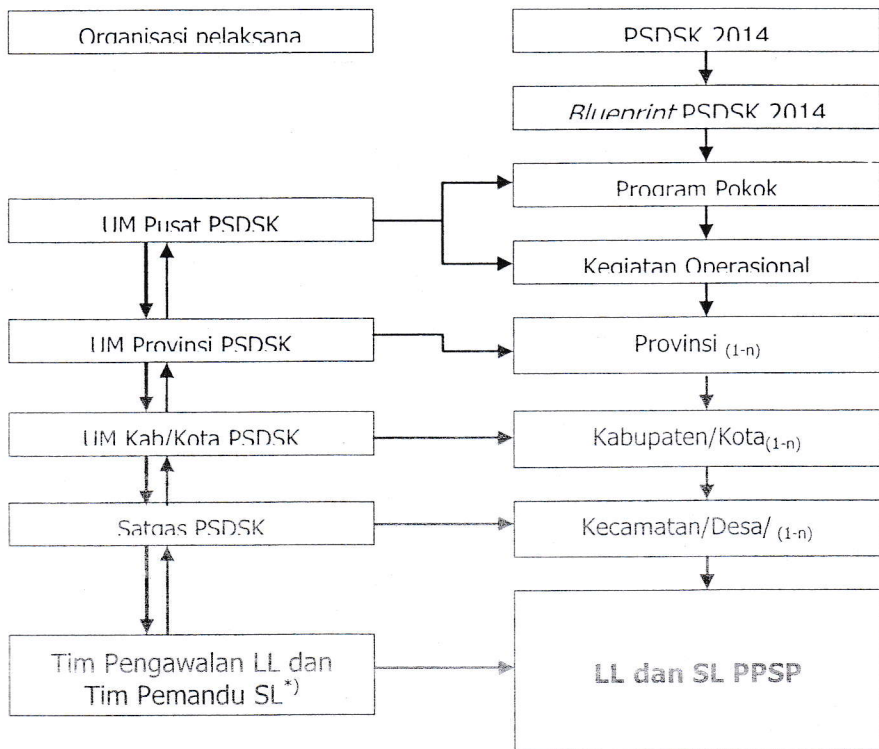 Organisasi pelaksana
PSDSK 2014
Blueprint PSDSK 2014
Program Pokok
UM Pusat PSDSK
Kegiatan Operasional
UM Provinsi PSDSK
Provinsi (1-n)
UM Kab/Kota PSDSK
Kabupaten/Kota(1-n)
Satgas PSDSK
Kecamatan/Desa/ (1-n)
Tim Pengawalan LL dan
Tim Pemandu SL*)
LL dan SL PPSP